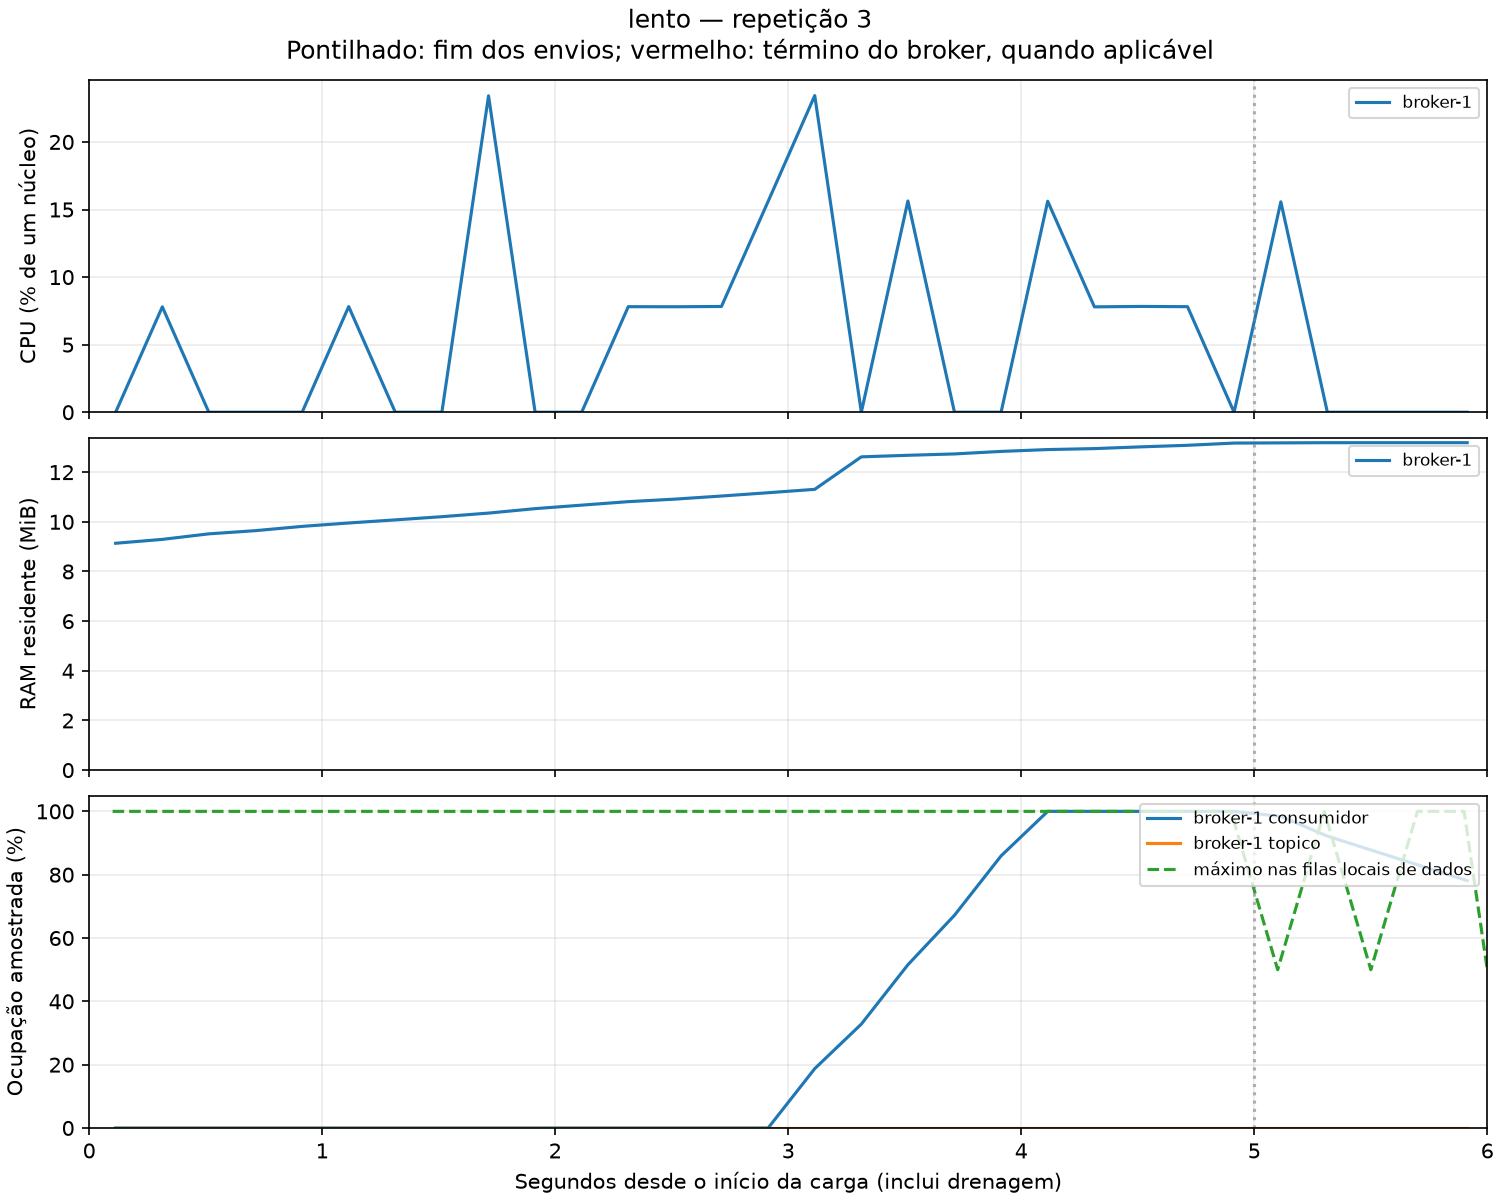 lento — repetição 3
Pontilhado: fim dos envios; vermelho: término do broker, quando aplicável
CPU (% de um núcleo)
20
15
10
5
0
broker-1
RAM residente (MiB)
12
10
8
6
4
2
0
broker-1
Ocupação amostrada (%)
100
80
60
40
20
0
broker-1 consumidor
broker-1 topico
máximo nas filas locais de dados
0 1 2 3 4 5 6
Segundos desde o início da carga (inclui drenagem)